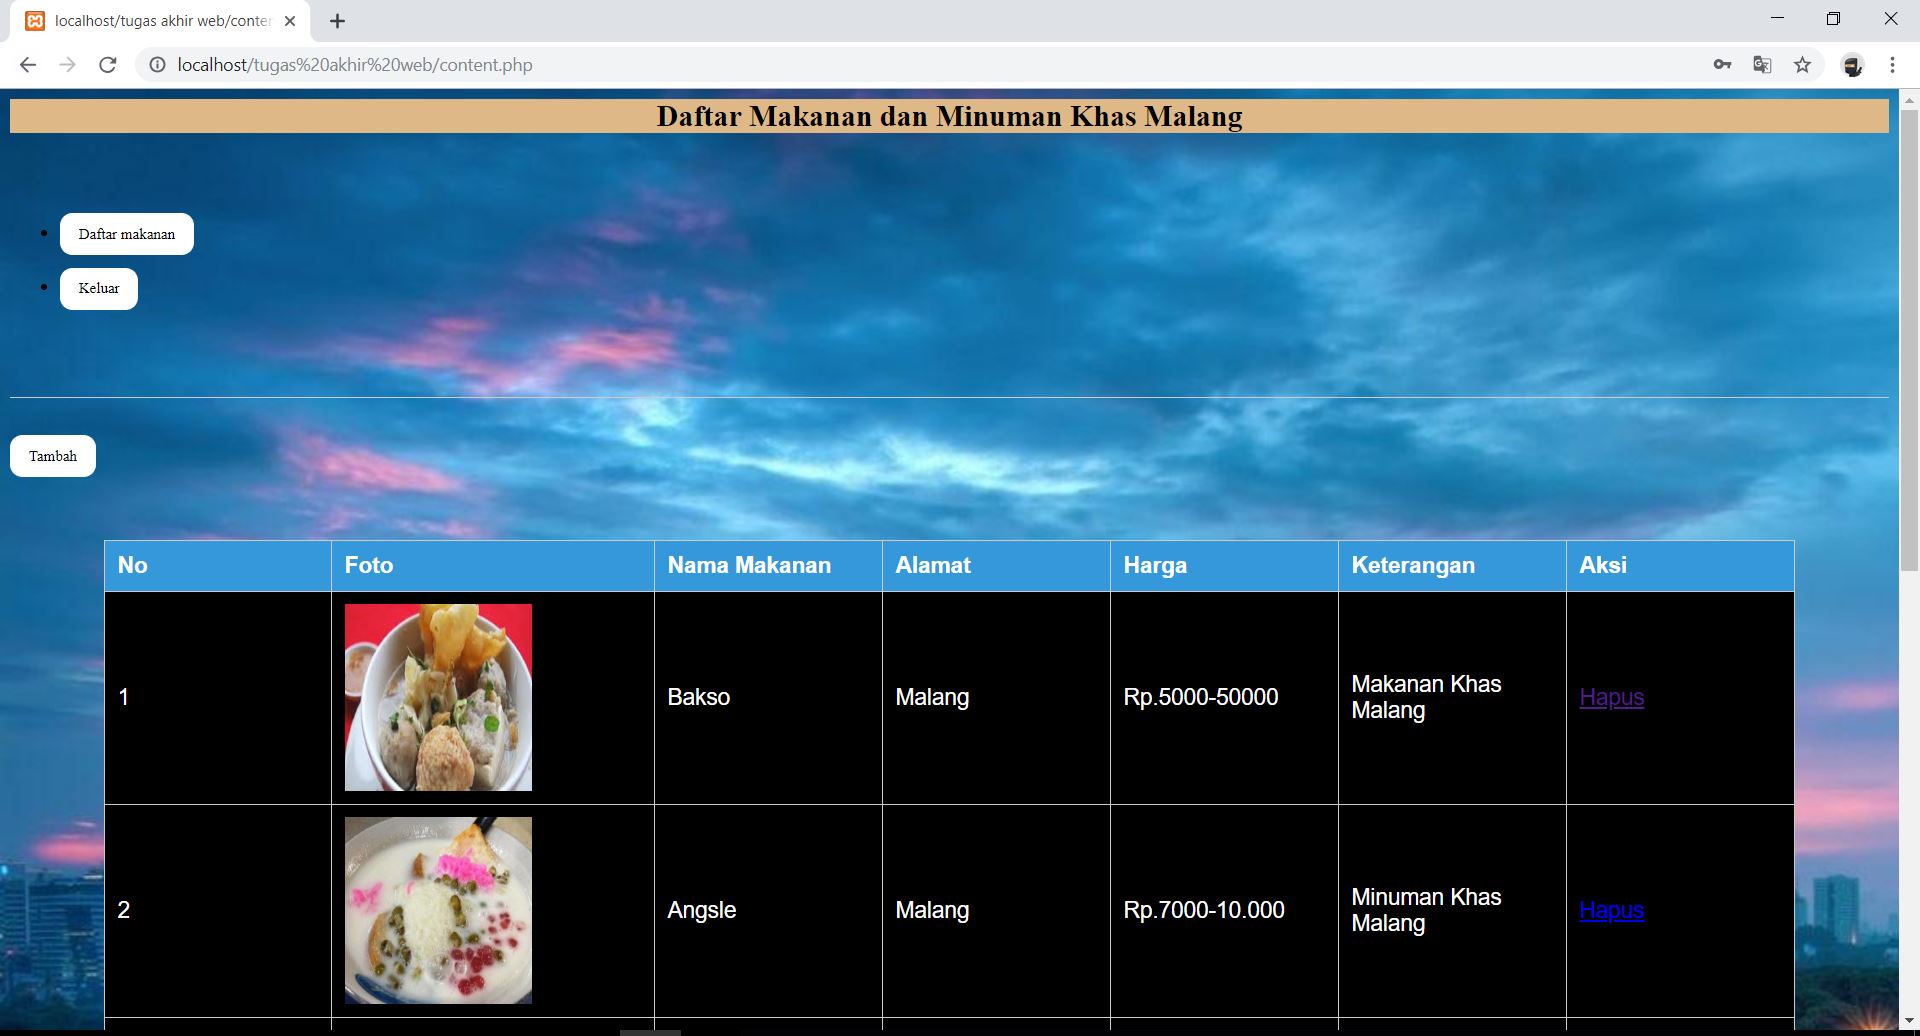 localhost/tugas akhir web/conten
localhost/tugas%20akhir%20web/content.php
Daftar Makanan dan Minuman Khas Malang
Daftar makanan
Keluar
Tambah
No Foto Nama Makanan Alamat Harga Keterangan Aksi
1 Bakso Malang Rp.5000-50000 Makanan Khas
Malang Hapus
2 Angsle Malang Rp.7000-10.000 Minuman Khas
Malang Hapus